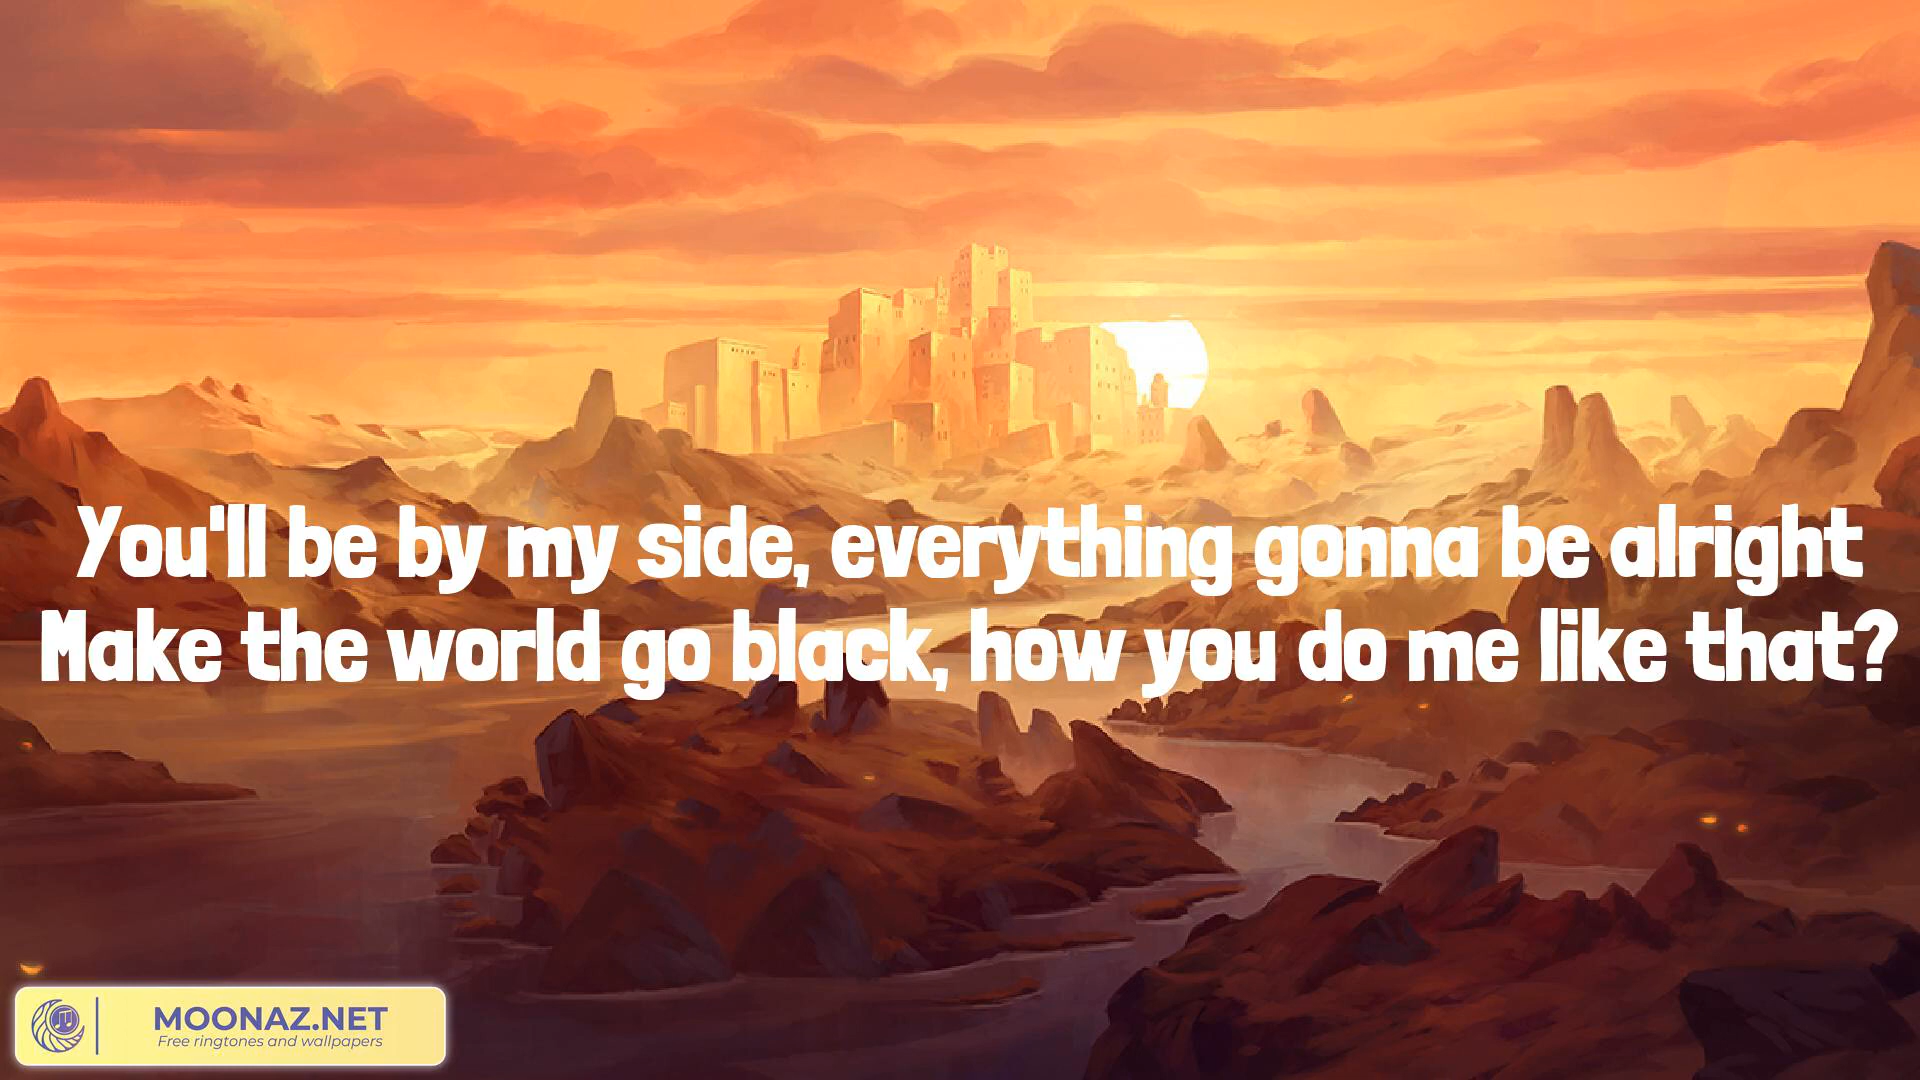 You'll be by my side, everything gonna be alright
Make the world go black, how you do me like that?
MOONAZ.NET
Free ringtones and wallpapers